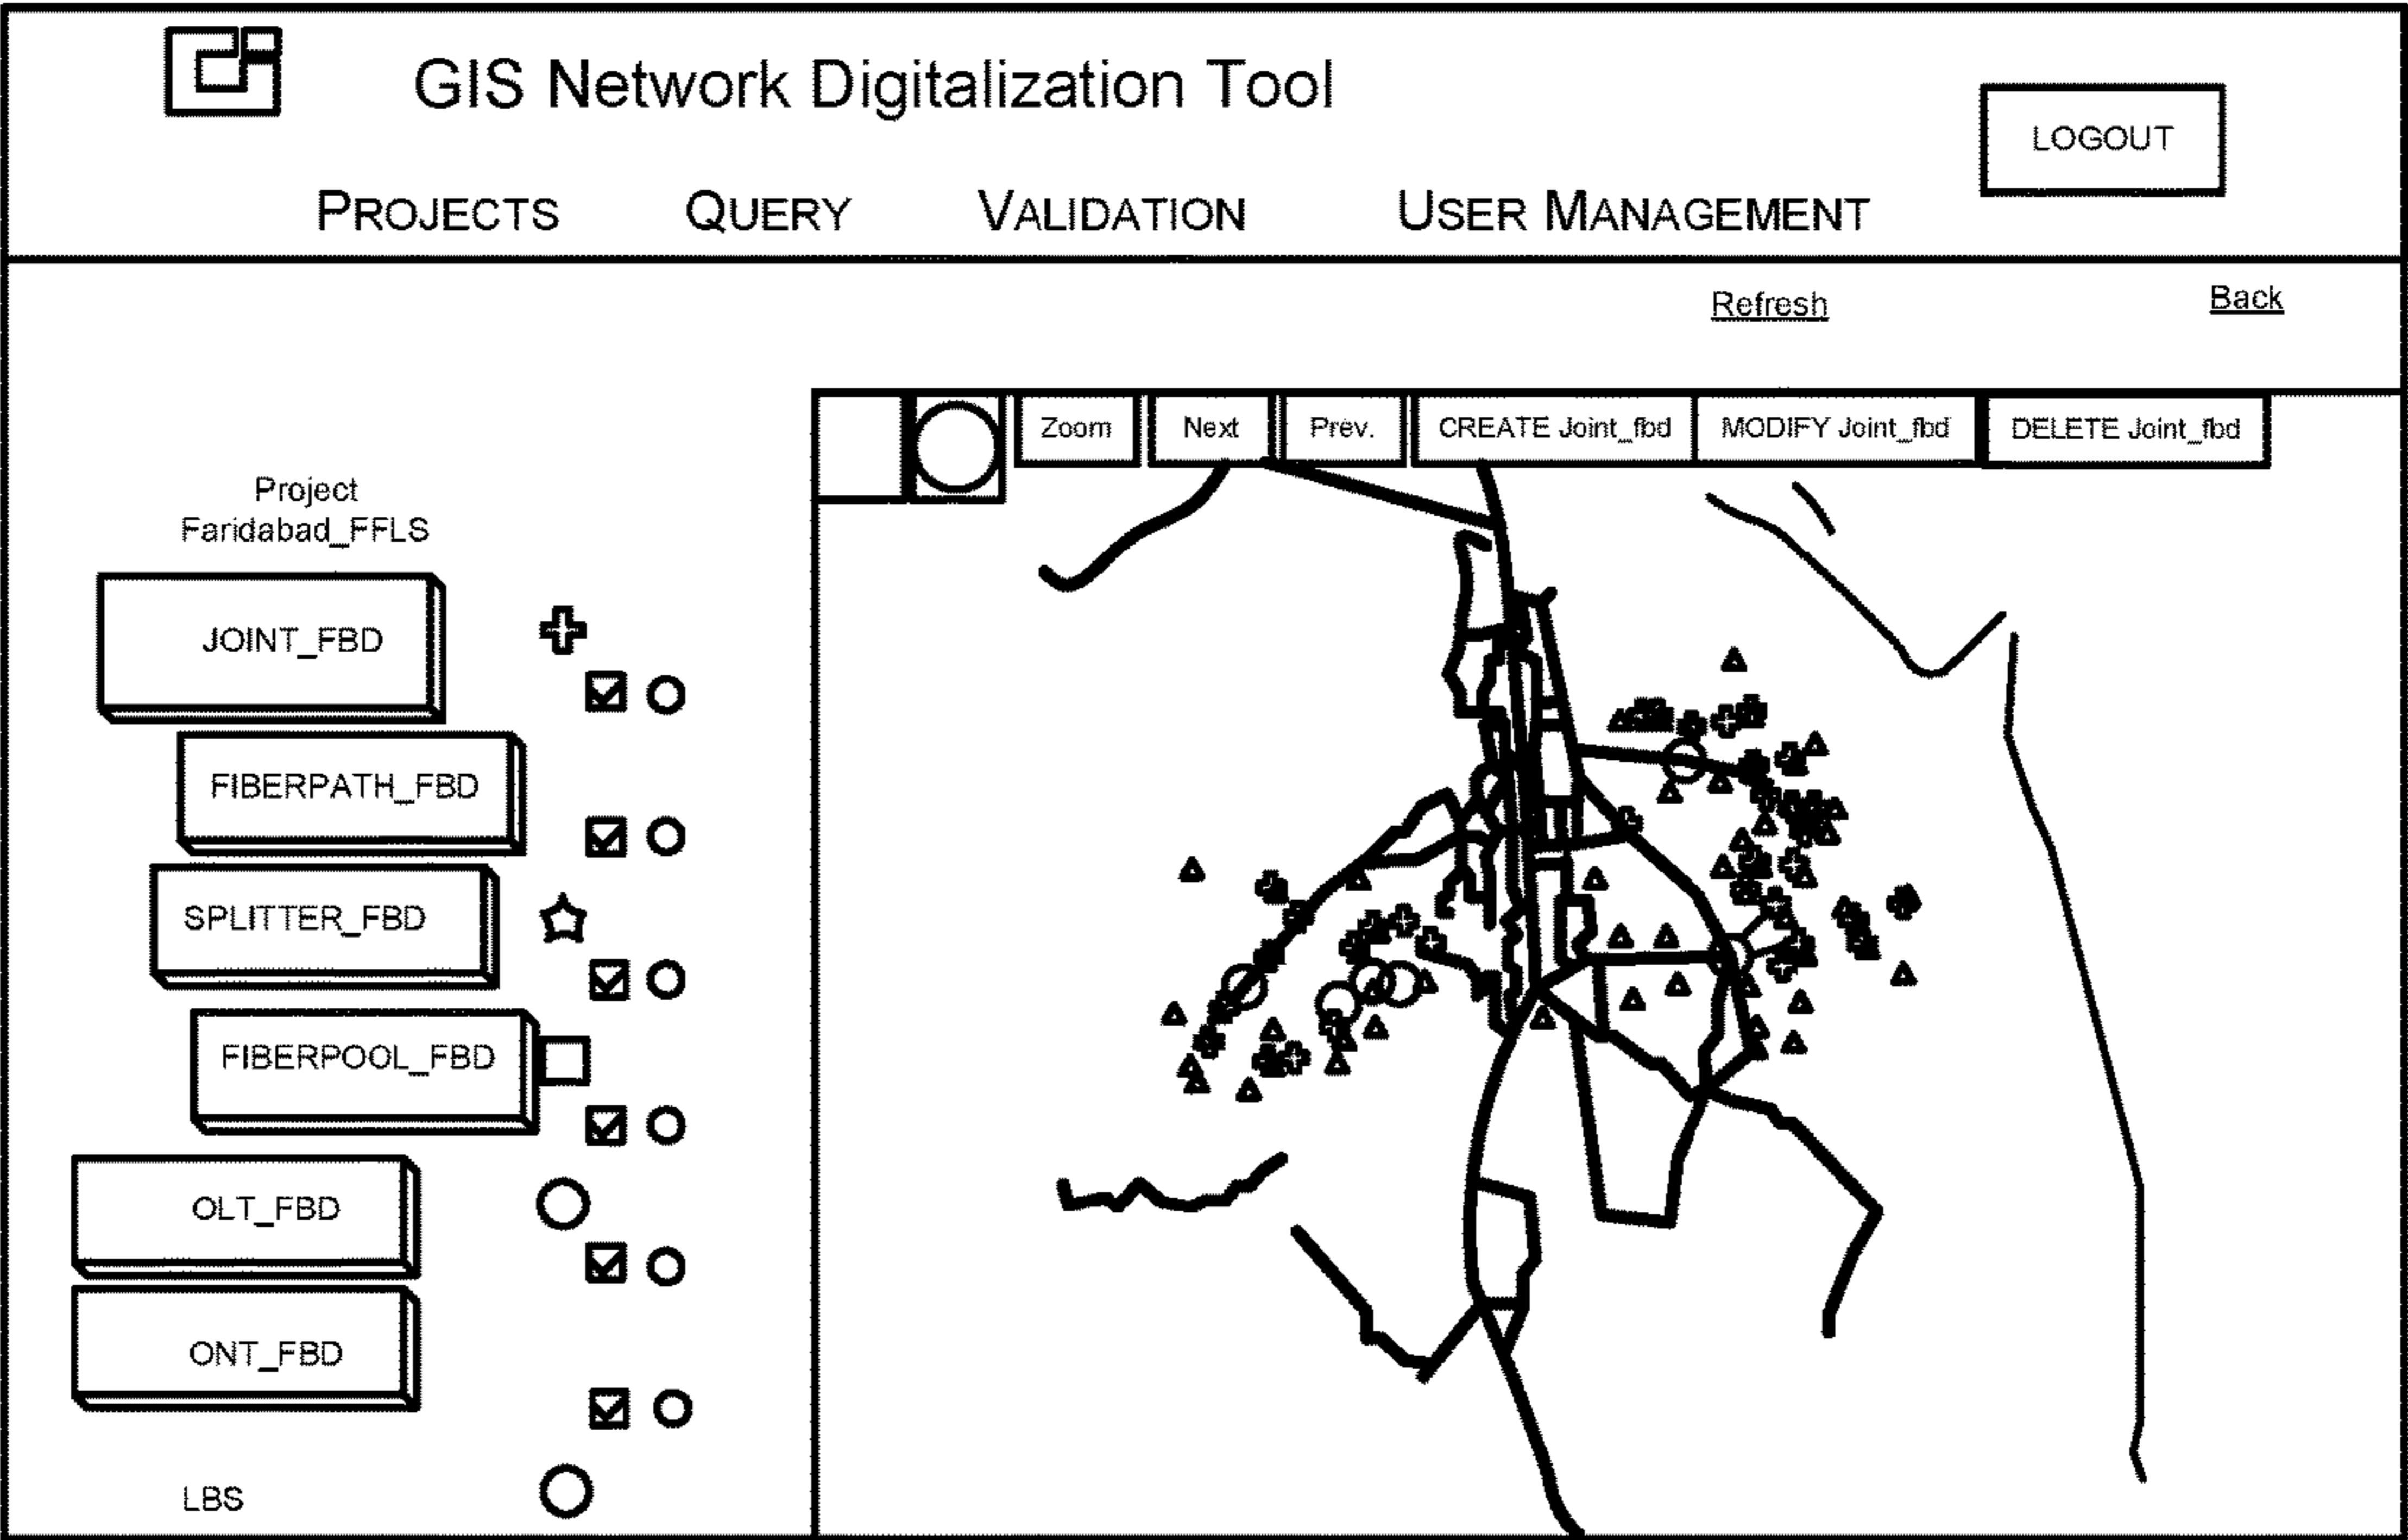 GIS Network Digitalization Tool
LOGOUT
PROJECTS QUERY VALIDATION USER MANAGEMENT
Refresh Back
Zoom Next Prev. CREATE Joint_fbd MODIFY Joint_fbd DELETE Joint_fbd
Project
Faridabad_FFLS
JOINT_FBD
FIBERPATH_FBD
SPLITTER_FBD
FIBERPOOL_FBD
OLT_FBD
ONT_FBD
LBS